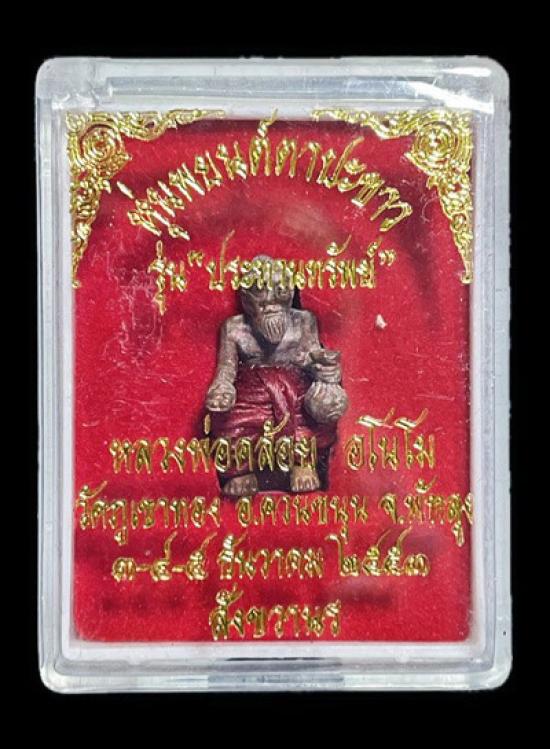 หุ่นพยนต์ตาปะขาว
รุ่น "ประทานทรัพย์"
หลวงพ่อคล้อย อโนโม
วัดภูเขาทอง อ.ควนขนุน จ.พัทลุง
๓-๔-๕ ธันวาคม ๒๕๕๓
สังฆวานร